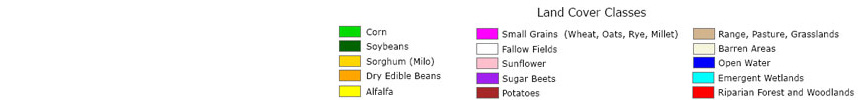 Land Cover Classes
Corn
Soybeans
Sorghum (Milo)
Dry Edible Beans
Alfalfa
Small Grains (Wheat, Oats, Rye, Millet)
Fallow Fields
Sunflower
Sugar Beets
Potatoes
Range, Pasture, Grasslands
Barren Areas
Open Water
Emergent Wetlands
Riparian Forest and Woodlands